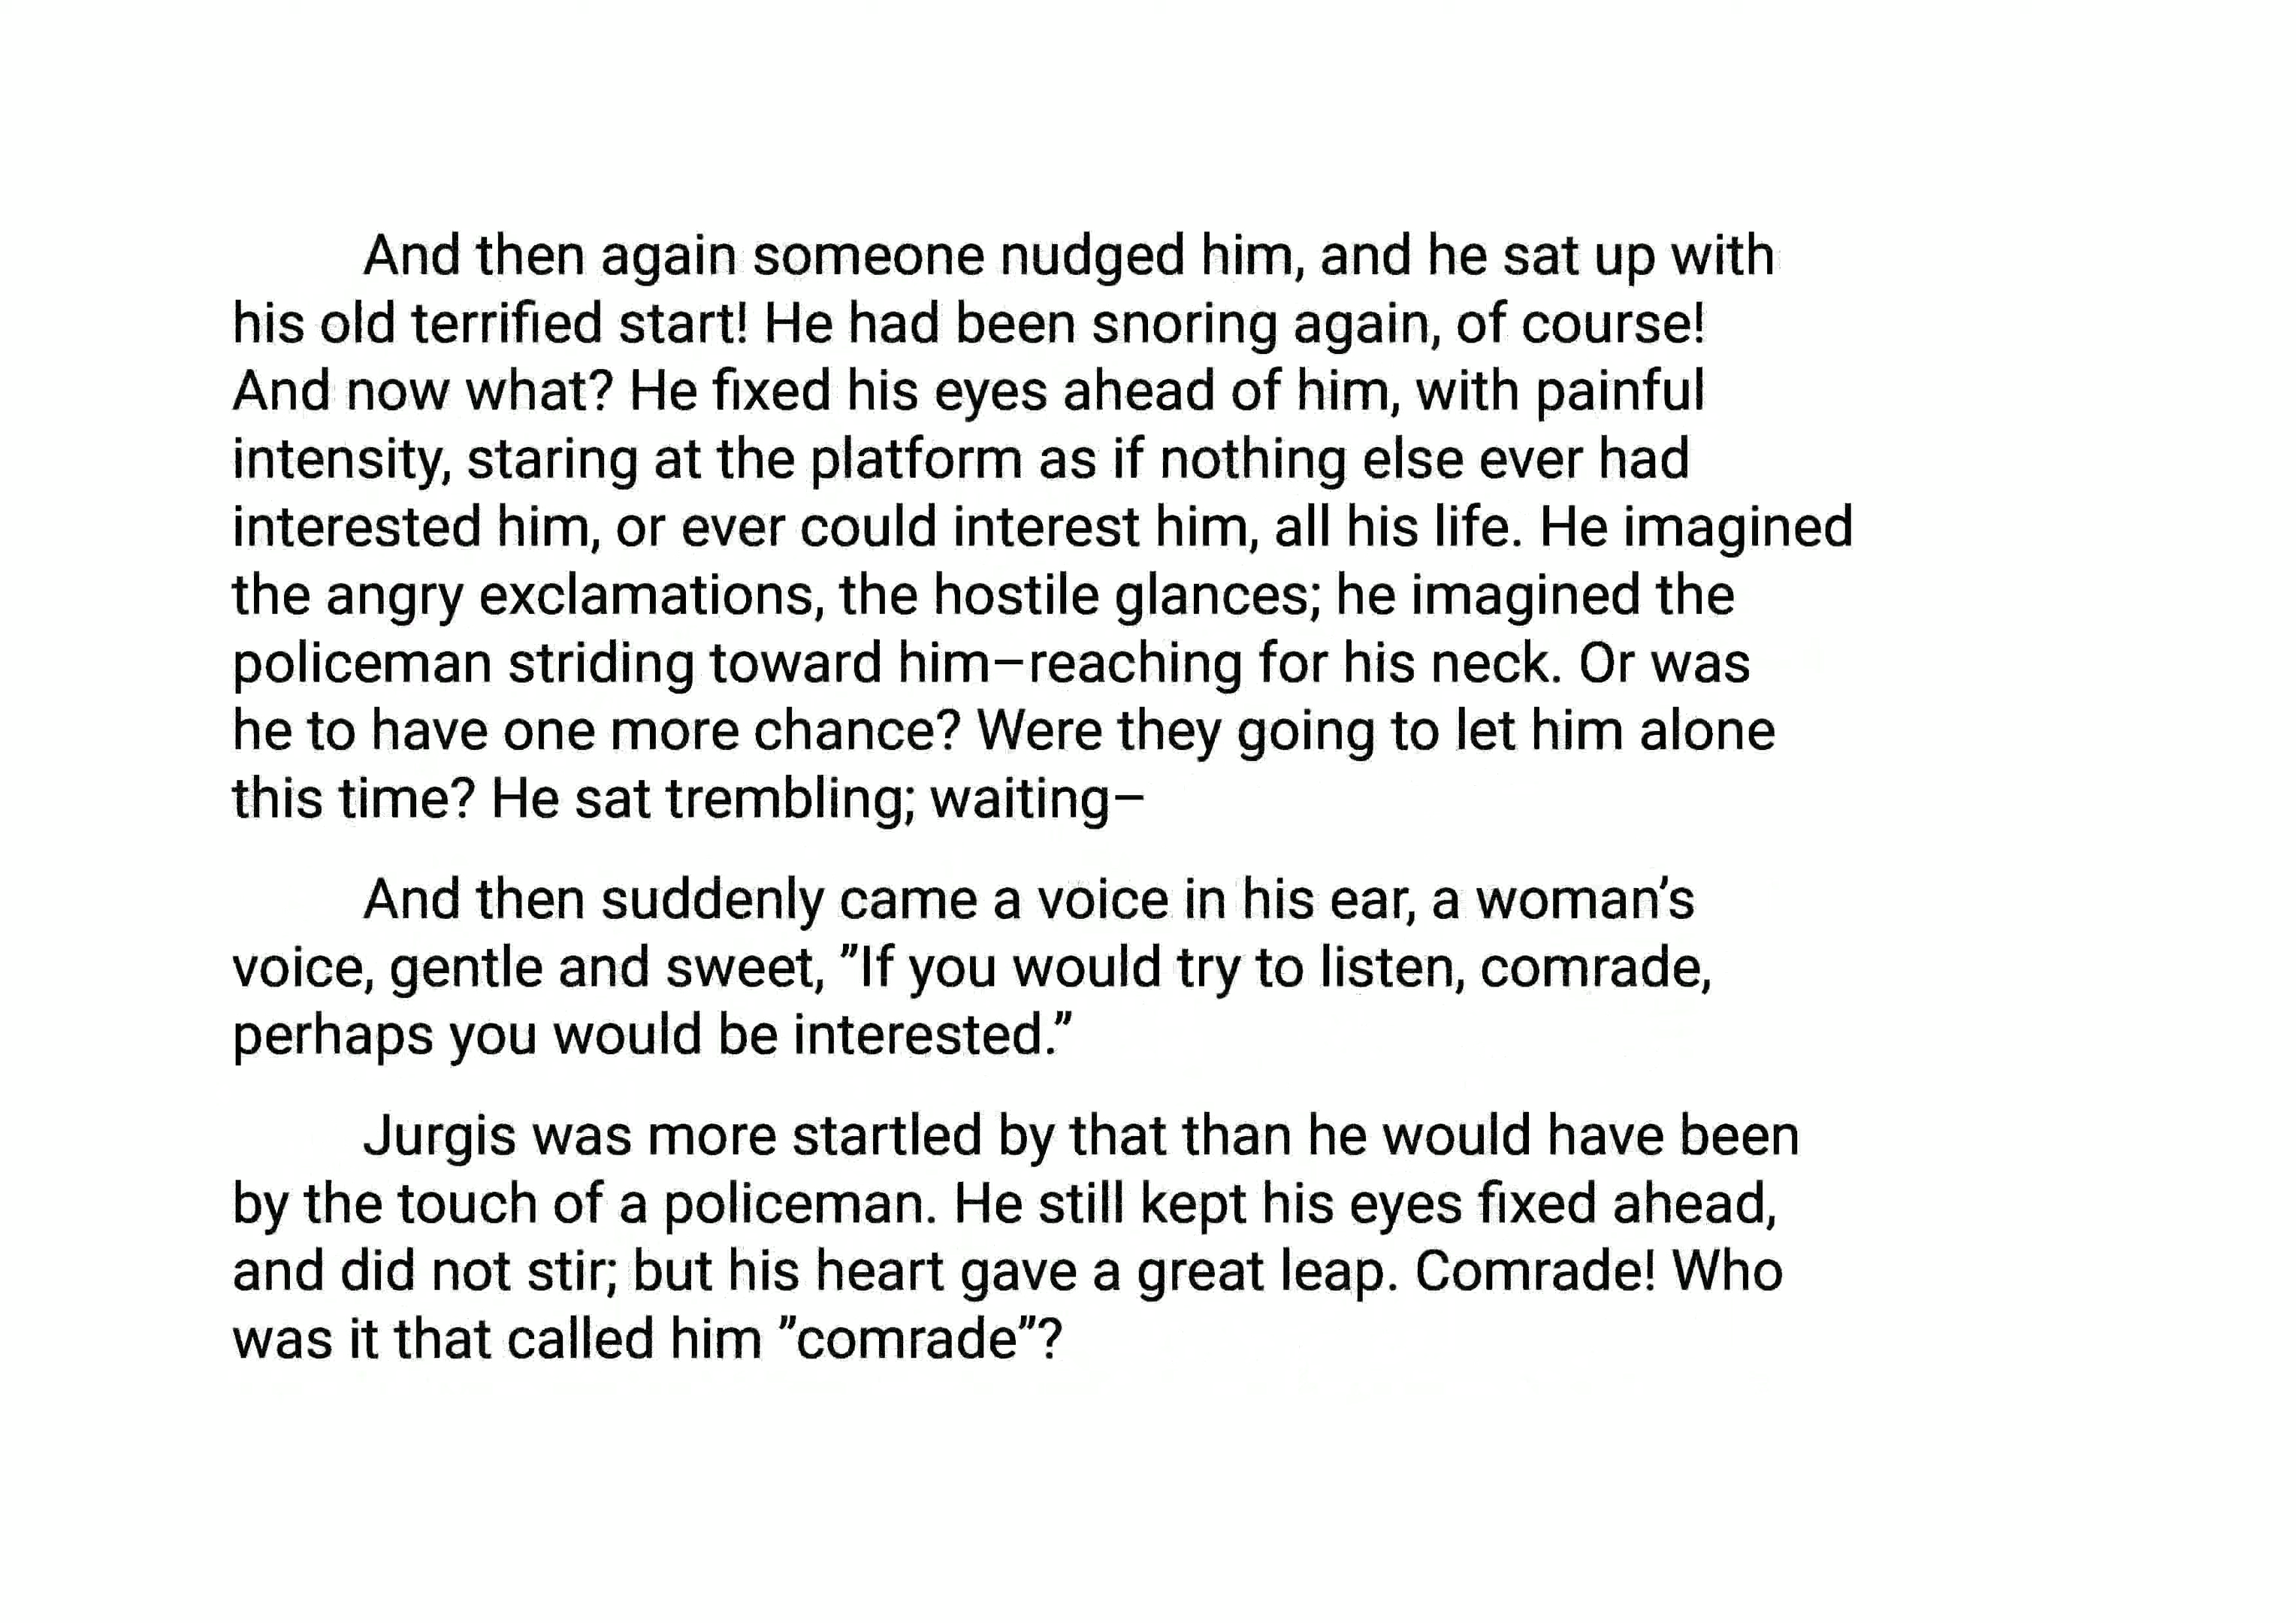 And then again someone nudged him, and he sat up with
his old terrified start! He had been snoring again, of course!
And now what? He fixed his eyes ahead of him, with painful
intensity, staring at the platform as if nothing else ever had
interested him, or ever could interest him, all his life. He imagined
the angry exclamations, the hostile glances; he imagined the
policeman striding toward him–reaching for his neck. Or was
he to have one more chance? Were they going to let him alone
this time? He sat trembling; waiting–
And then suddenly came a voice in his ear, a woman’s
voice, gentle and sweet, ”If you would try to listen, comrade,
perhaps you would be interested.”
Jurgis was more startled by that than he would have been
by the touch of a policeman. He still kept his eyes fixed ahead,
and did not stir; but his heart gave a great leap. Comrade! Who
was it that called him ”comrade”?